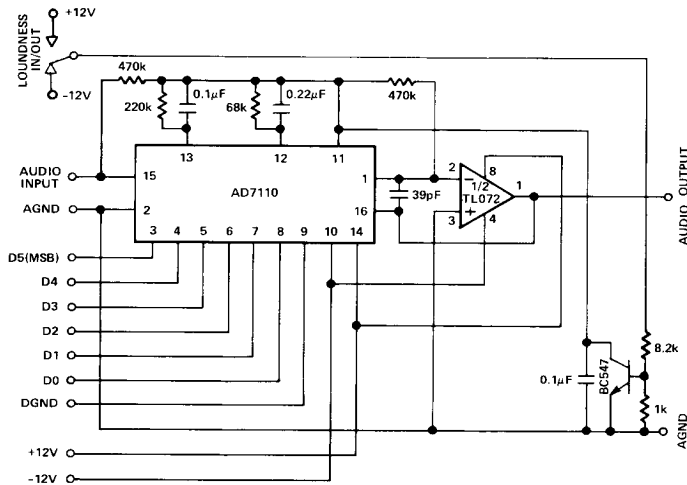 +12V
LOUDNESS
IN/OUT
-12V
470k
220k
0.1µF
68k
0.22µF
470k
13
12
11
AUDIO
INPUT
15
AD7110
1
39pF
2
8
1
1/2
TL072
-
+
3
4
AUDIO OUTPUT
AGND
2
16
3
4
5
6
7
8
9
10
14
D5(MSB)
D4
D3
D2
D1
D0
DGND
+12V
-12V
0.1µF
BC547
8.2k
1k
AGND